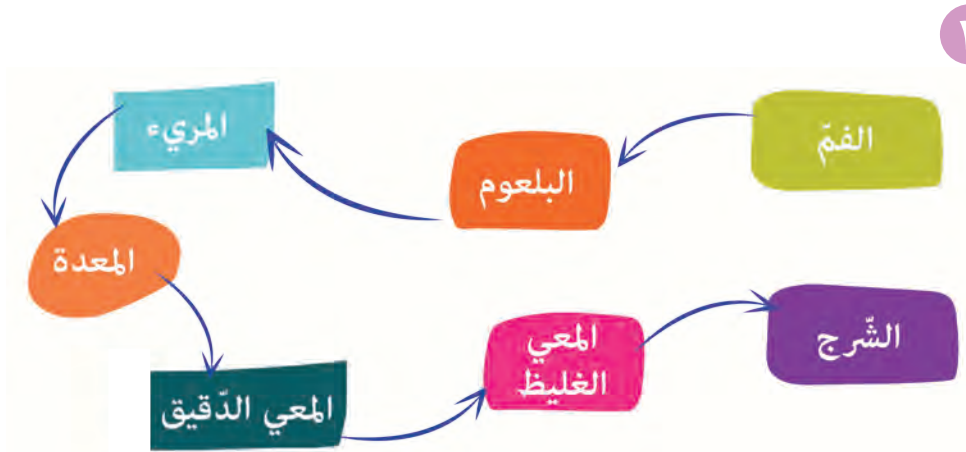 الفمّ
البلعوم
المريء
المعدة
المعي الدّقيق
المعي
الغليظ
الشّرج